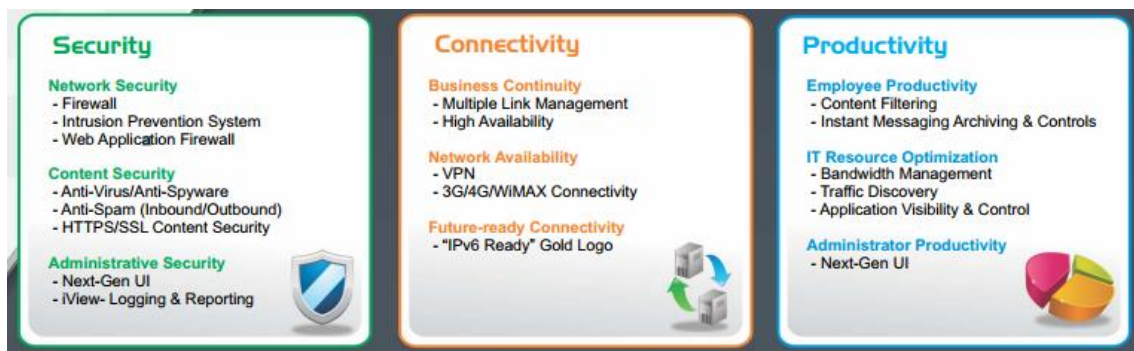 Security
Network Security
- Firewall
- Intrusion Prevention System
- Web Application Firewall
Content Security
- Anti-Virus/Anti-Spyware
- Anti-Spam (Inbound/Outbound)
- HTTPS/SSL Content Security
Administrative Security
- Next-Gen UI
- iView- Logging & Reporting
Connectivity
Business Continuity
- Multiple Link Management
- High Availability
Network Availability
- VPN
- 3G/4G/WiMAX Connectivity
Future-ready Connectivity
- “IPv6 Ready” Gold Logo
Productivity
Employee Productivity
- Content Filtering
- Instant Messaging Archiving & Controls
IT Resource Optimization
- Bandwidth Management
- Traffic Discovery
- Application Visibility & Control
Administrator Productivity
- Next-Gen UI